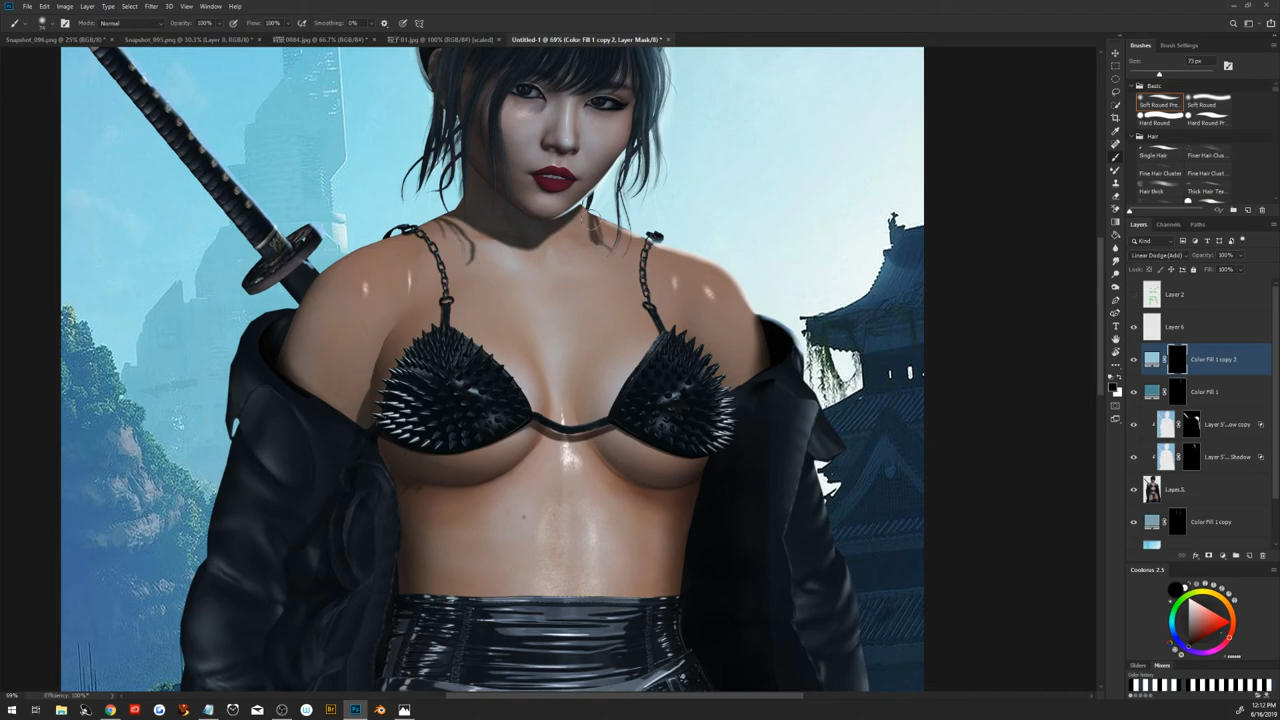 File Edit Image Layer Type Select Filter 3D View Window Help
74 Mode: Normal Opacity: 100% Flow: 100% Smoothing: 0%
Snapshot_096.png @ 25% (RGB/8) * × Snapshot_095.png @ 30.3% (Layer 0, RGB/8) * × 0884.jpg @ 66.7% (RGB/8#) * × 01.jpg @ 100% (RGB/8#) (scaled) × Untitled-1 @ 69% (Color Fill 1 copy 2, Layer Mask/8) * ×
Brushes Brush Settings
Size: 73 px
Basic
Soft Round Pre... Soft Round
Hard Round Hard Round Pr...
Hair
Single Hair Finer Hair Clus...
Fine Hair Cluster Fine Hair Clust...
Hair thick Thick Hair Tex...
Layers Channels Paths
Kind
Linear Dodge (Add) Opacity: 100%
Lock: Fill: 100%
Layer 2
Layer 6
Color Fill 1 copy 2
Color Fill 1
Layer 5'...ow copy
Layer 5'... Shadow
Layer 5
Color Fill 1 copy
Coolorus 2.5
Sliders Mixers
Color history
69% Efficiency: 100%*
12:12 PM
6/16/2019